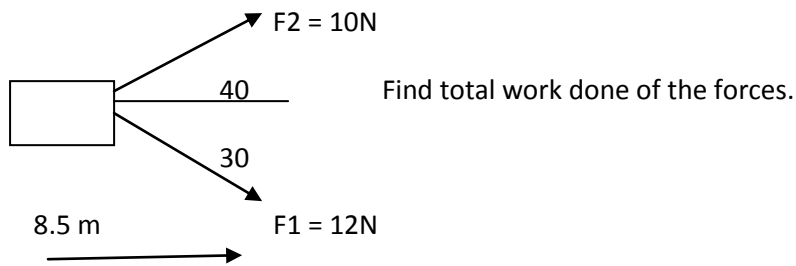 F2 = 10N
40 Find total work done of the forces.
30
8.5 m F1 = 12N